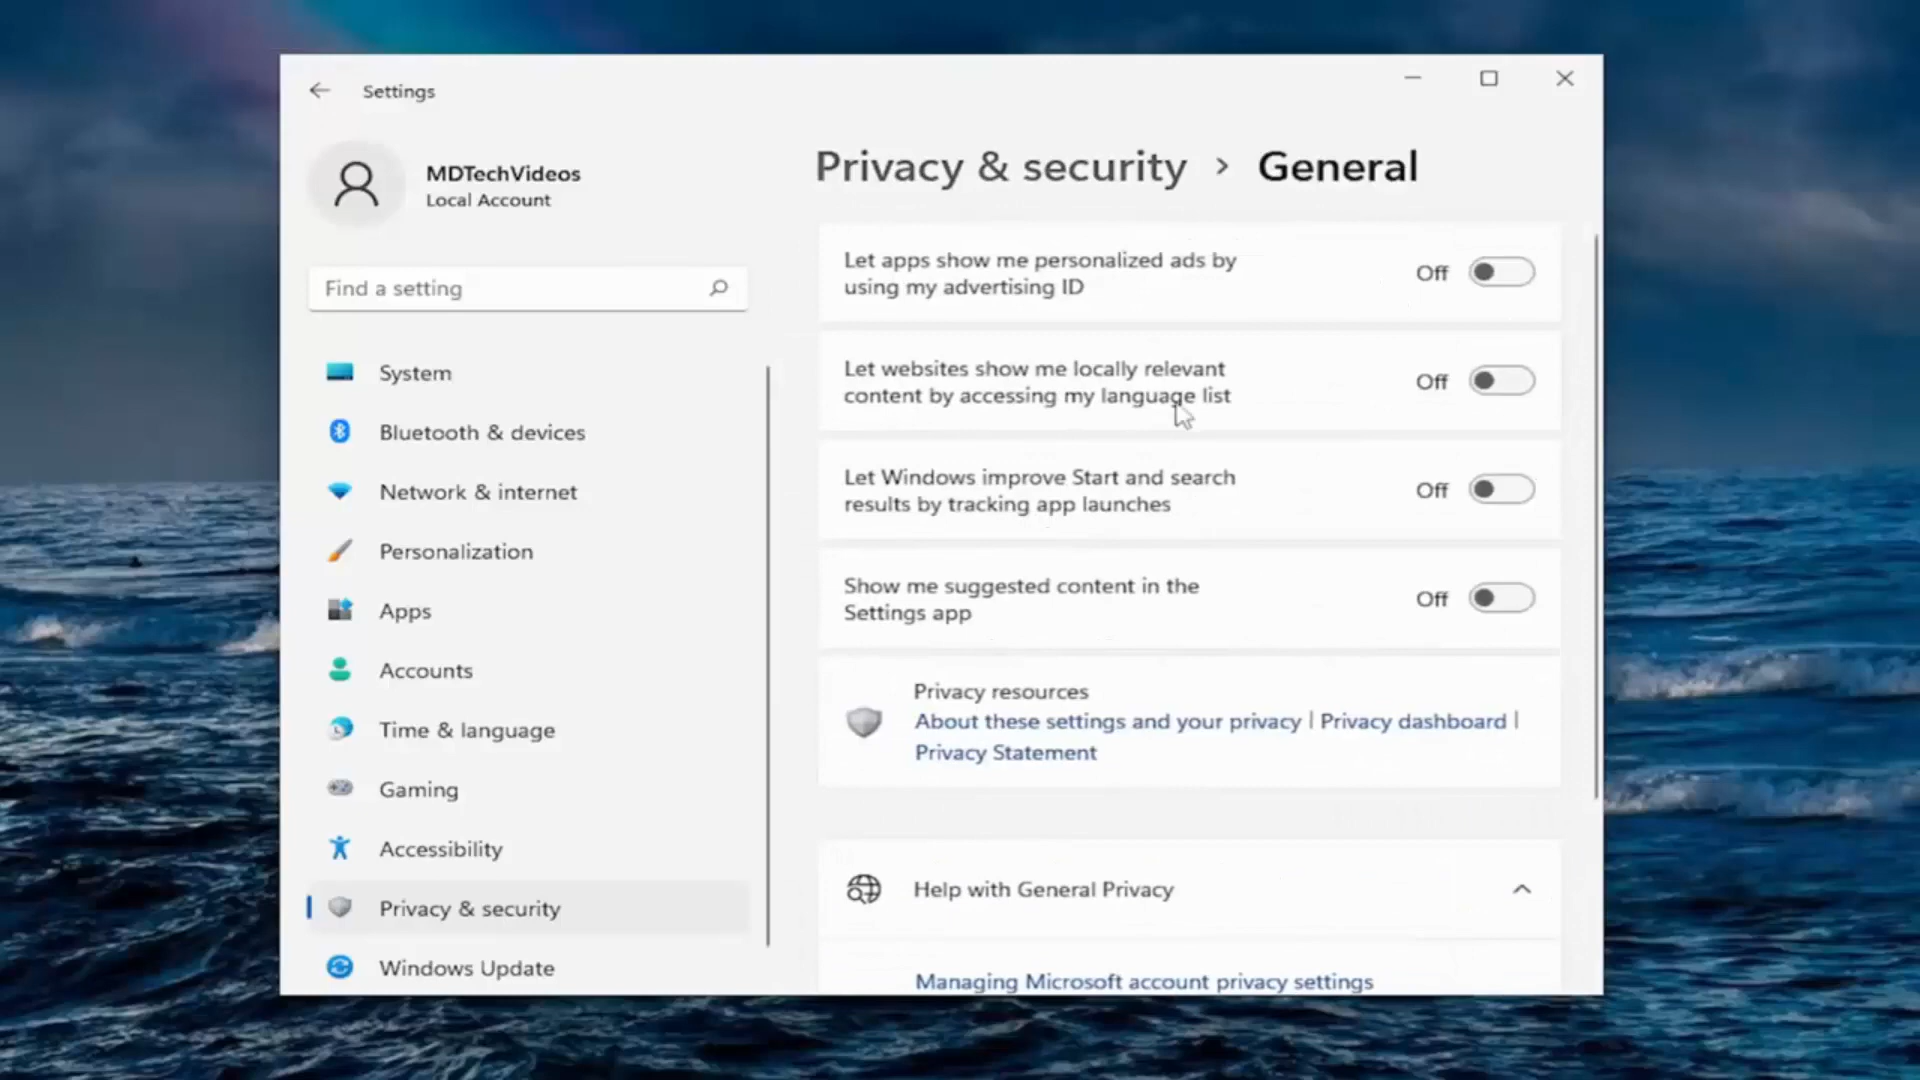 Settings
MDTechVideos
Local Account
Find a setting
System
Bluetooth & devices
Network & internet
Personalization
Apps
Accounts
Time & language
Gaming
Accessibility
Privacy & security
Windows Update
Privacy & security > General
Let apps show me personalized ads by
using my advertising ID
Off
Let websites show me locally relevant
content by accessing my language list
Off
Let Windows improve Start and search
results by tracking app launches
Off
Show me suggested content in the
Settings app
Off
Privacy resources
About these settings and your privacy | Privacy dashboard |
Privacy Statement
Help with General Privacy
Managing Microsoft account privacy settings